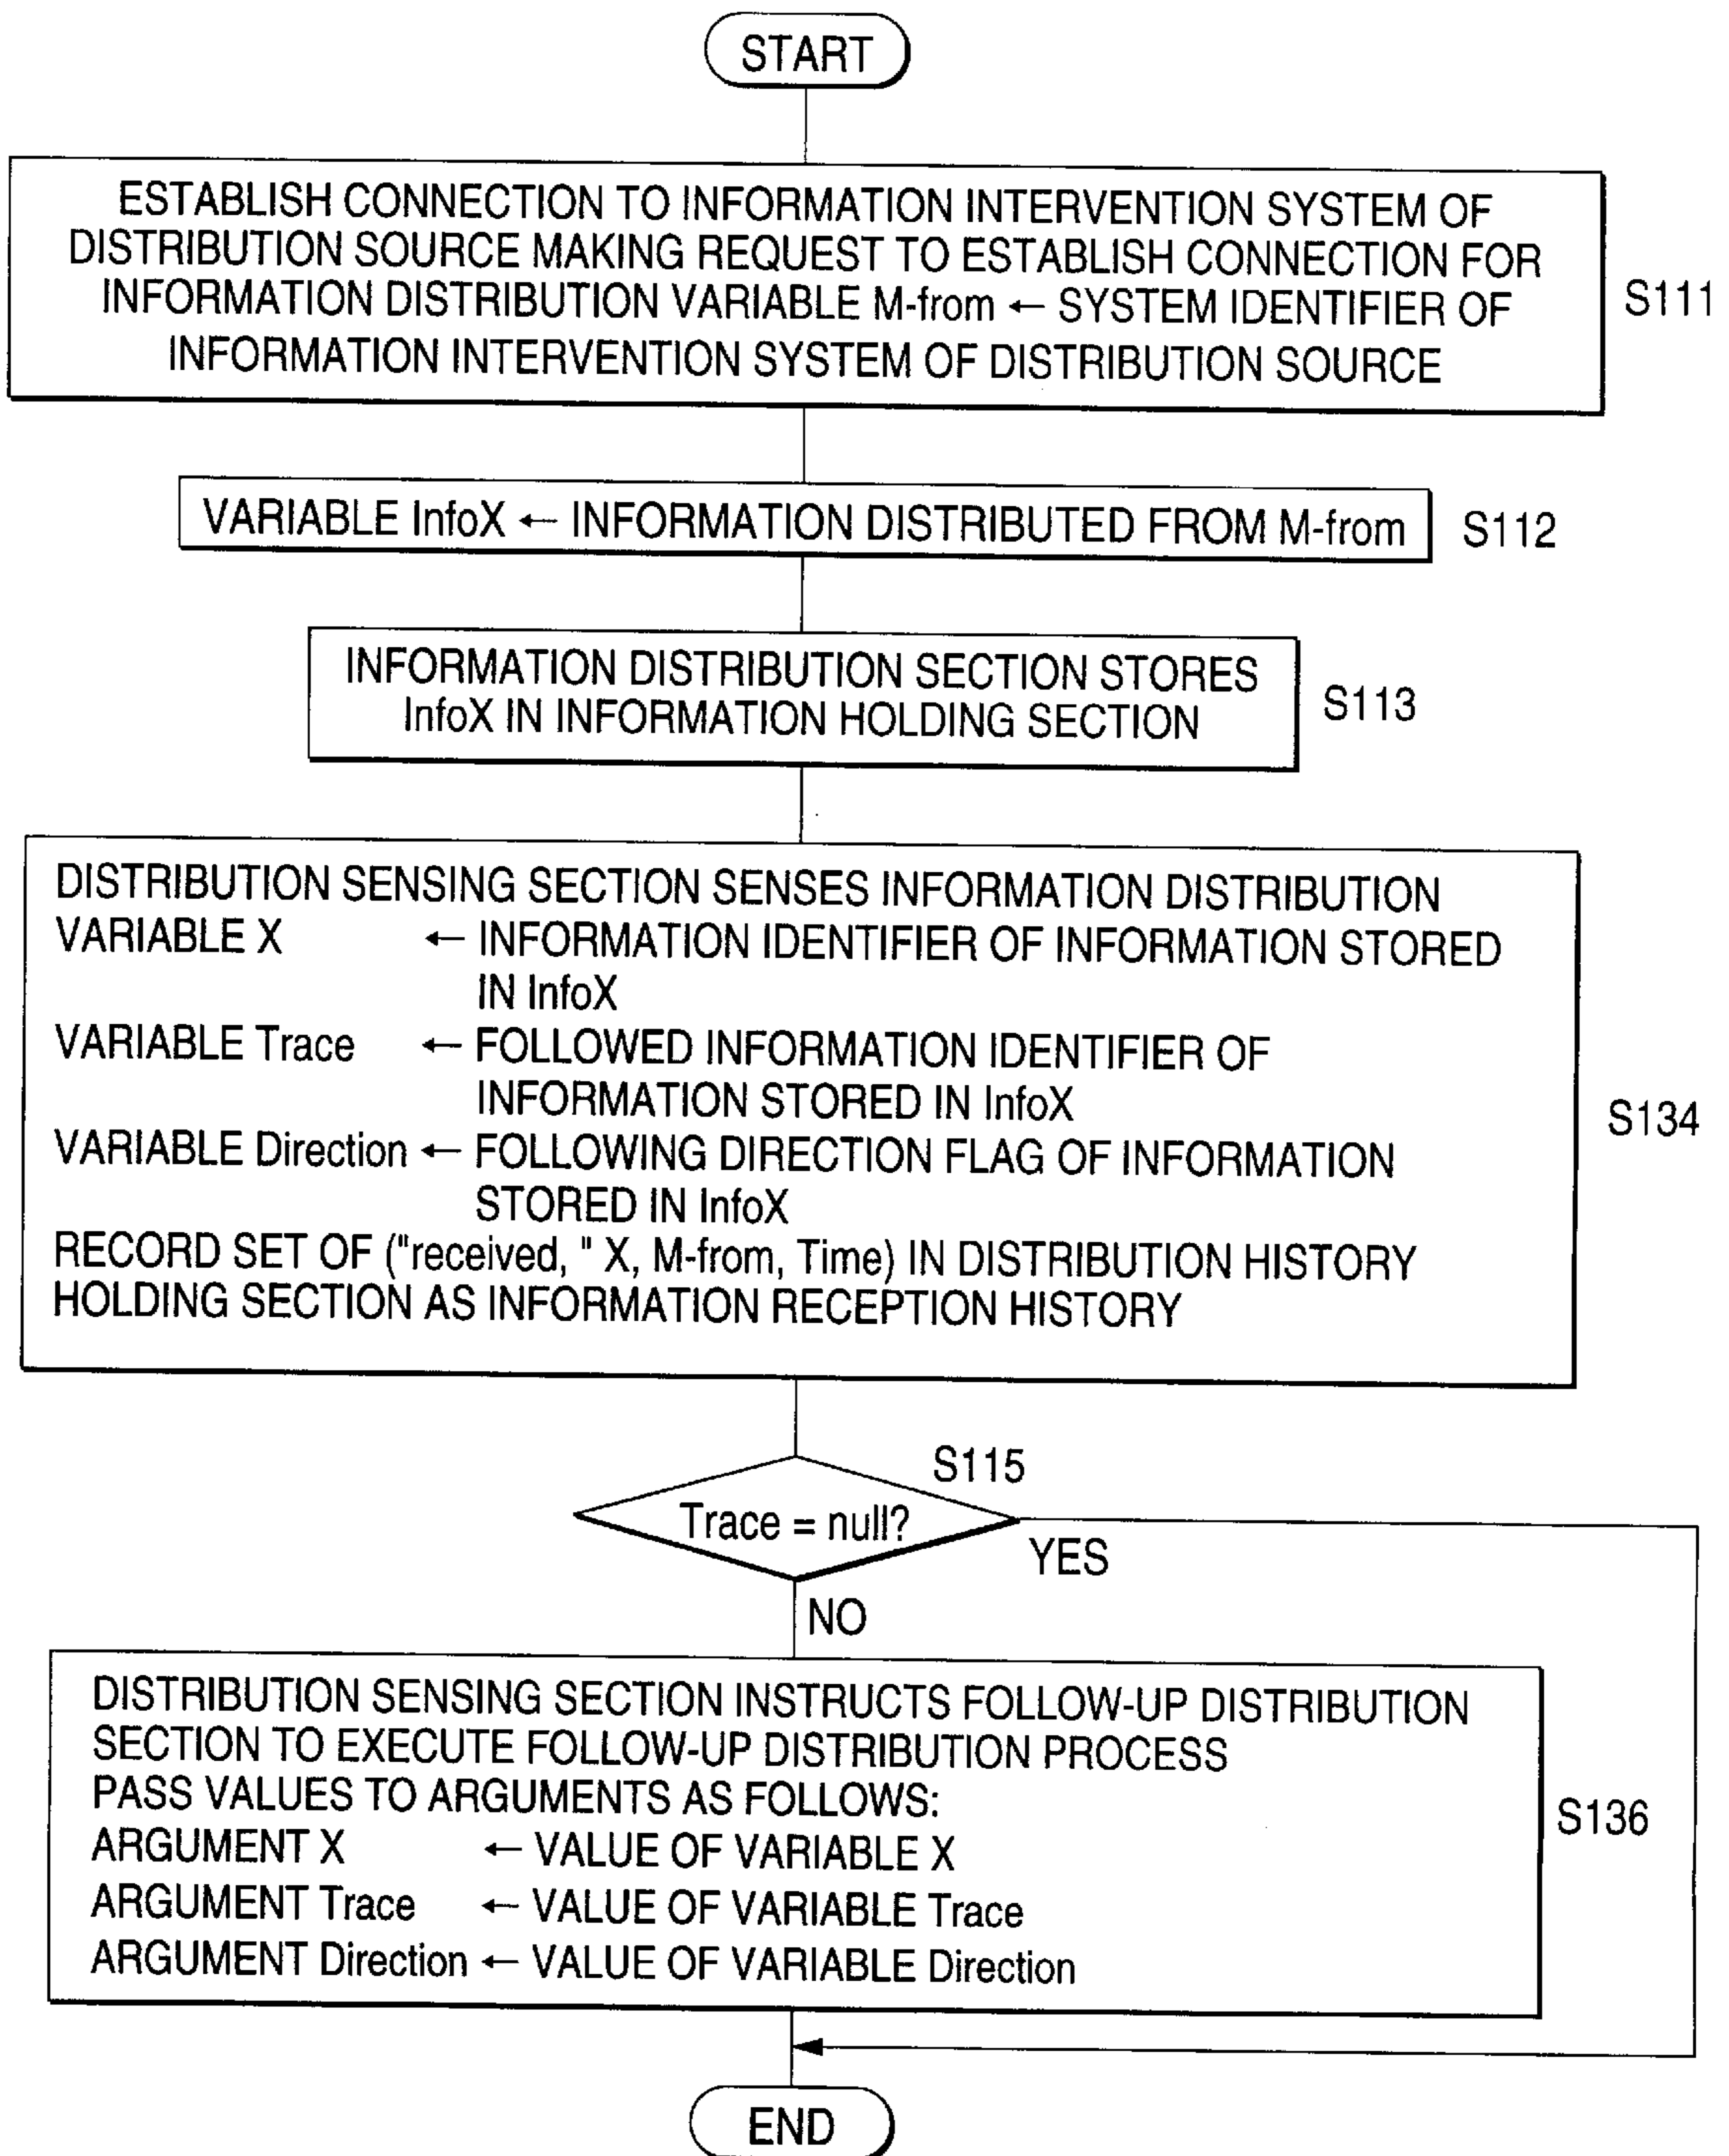 START
ESTABLISH CONNECTION TO INFORMATION INTERVENTION SYSTEM OF
DISTRIBUTION SOURCE MAKING REQUEST TO ESTABLISH CONNECTION FOR
INFORMATION DISTRIBUTION VARIABLE M-from ← SYSTEM IDENTIFIER OF
INFORMATION INTERVENTION SYSTEM OF DISTRIBUTION SOURCE
S111
VARIABLE InfoX ← INFORMATION DISTRIBUTED FROM M-from
S112
INFORMATION DISTRIBUTION SECTION STORES
InfoX IN INFORMATION HOLDING SECTION
S113
DISTRIBUTION SENSING SECTION SENSES INFORMATION DISTRIBUTION
VARIABLE X ← INFORMATION IDENTIFIER OF INFORMATION STORED
IN InfoX
VARIABLE Trace ← FOLLOWED INFORMATION IDENTIFIER OF
INFORMATION STORED IN InfoX
VARIABLE Direction ← FOLLOWING DIRECTION FLAG OF INFORMATION
STORED IN InfoX
RECORD SET OF ("received, " X, M-from, Time) IN DISTRIBUTION HISTORY
HOLDING SECTION AS INFORMATION RECEPTION HISTORY
S134
S115
Trace = null?
YES
NO
DISTRIBUTION SENSING SECTION INSTRUCTS FOLLOW-UP DISTRIBUTION
SECTION TO EXECUTE FOLLOW-UP DISTRIBUTION PROCESS
PASS VALUES TO ARGUMENTS AS FOLLOWS:
ARGUMENT X ← VALUE OF VARIABLE X
ARGUMENT Trace ← VALUE OF VARIABLE Trace
ARGUMENT Direction ← VALUE OF VARIABLE Direction
S136
END